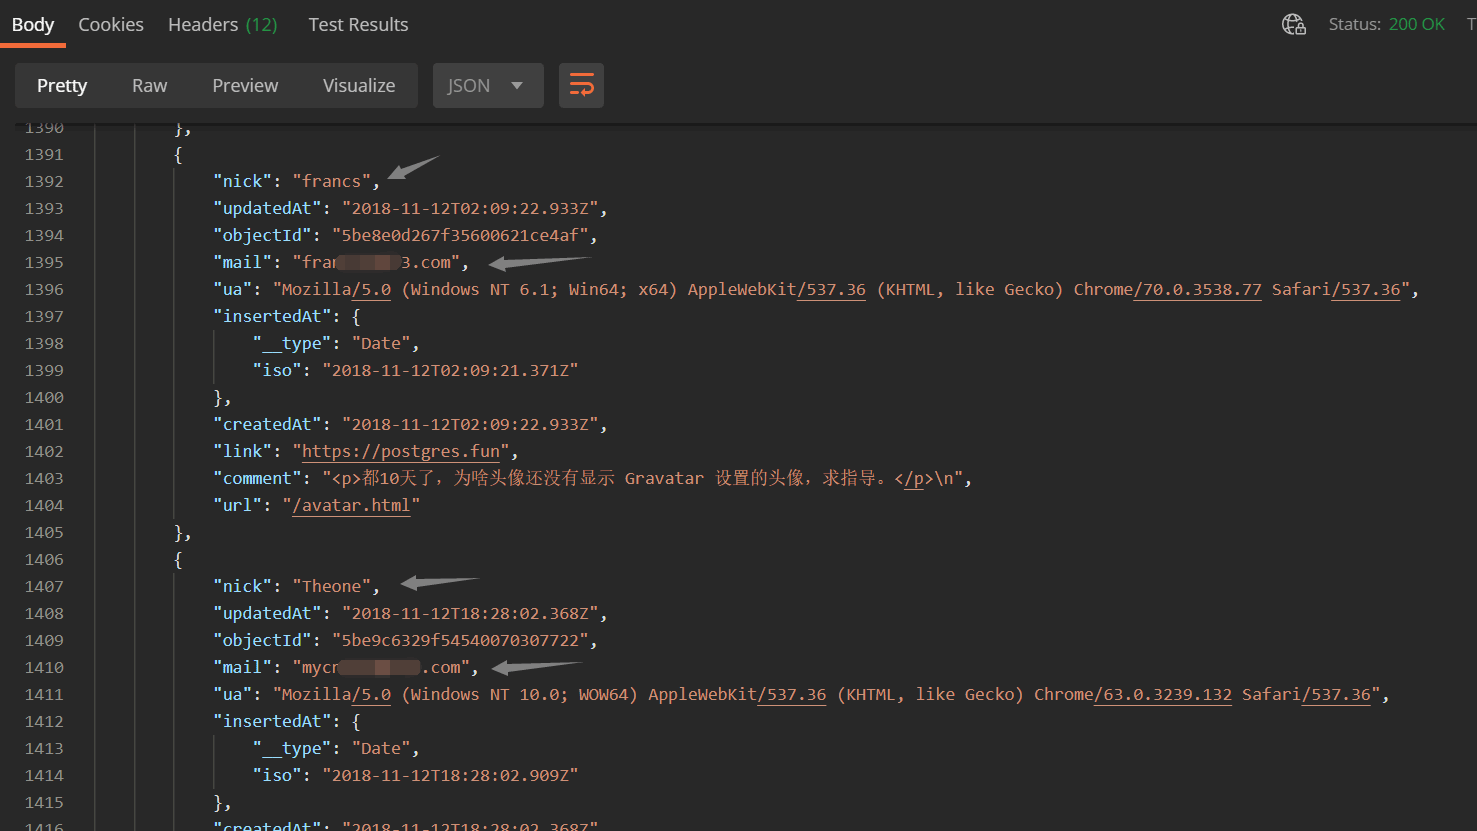 Body Cookies Headers (12) Test Results Status: 200 OK T
Pretty Raw Preview Visualize JSON
1390 },
1391 {
1392 "nick": "francs",
1393 "updatedAt": "2018-11-12T02:09:22.933Z",
1394 "objectId": "5be8e0d267f35600621ce4af",
1395 "mail": "fran 3.com",
1396 "ua": "Mozilla/5.0 (Windows NT 6.1; Win64; x64) AppleWebKit/537.36 (KHTML, like Gecko) Chrome/70.0.3538.77 Safari/537.36",
1397 "insertedAt": {
1398 "__type": "Date",
1399 "iso": "2018-11-12T02:09:21.371Z"
1400 },
1401 "createdAt": "2018-11-12T02:09:22.933Z",
1402 "link": "https://postgres.fun",
1403 "comment": "<p>都10天了，为啥头像还没有显示 Gravatar 设置的头像，求指导。</p>\n",
1404 "url": "/avatar.html"
1405 },
1406 {
1407 "nick": "Theone",
1408 "updatedAt": "2018-11-12T18:28:02.368Z",
1409 "objectId": "5be9c6329f54540070307722",
1410 "mail": "mycr .com",
1411 "ua": "Mozilla/5.0 (Windows NT 10.0; WOW64) AppleWebKit/537.36 (KHTML, like Gecko) Chrome/63.0.3239.132 Safari/537.36",
1412 "insertedAt": {
1413 "__type": "Date",
1414 "iso": "2018-11-12T18:28:02.909Z"
1415 },
1416 "createdAt": "2018-11-12T18:28:02.368Z"